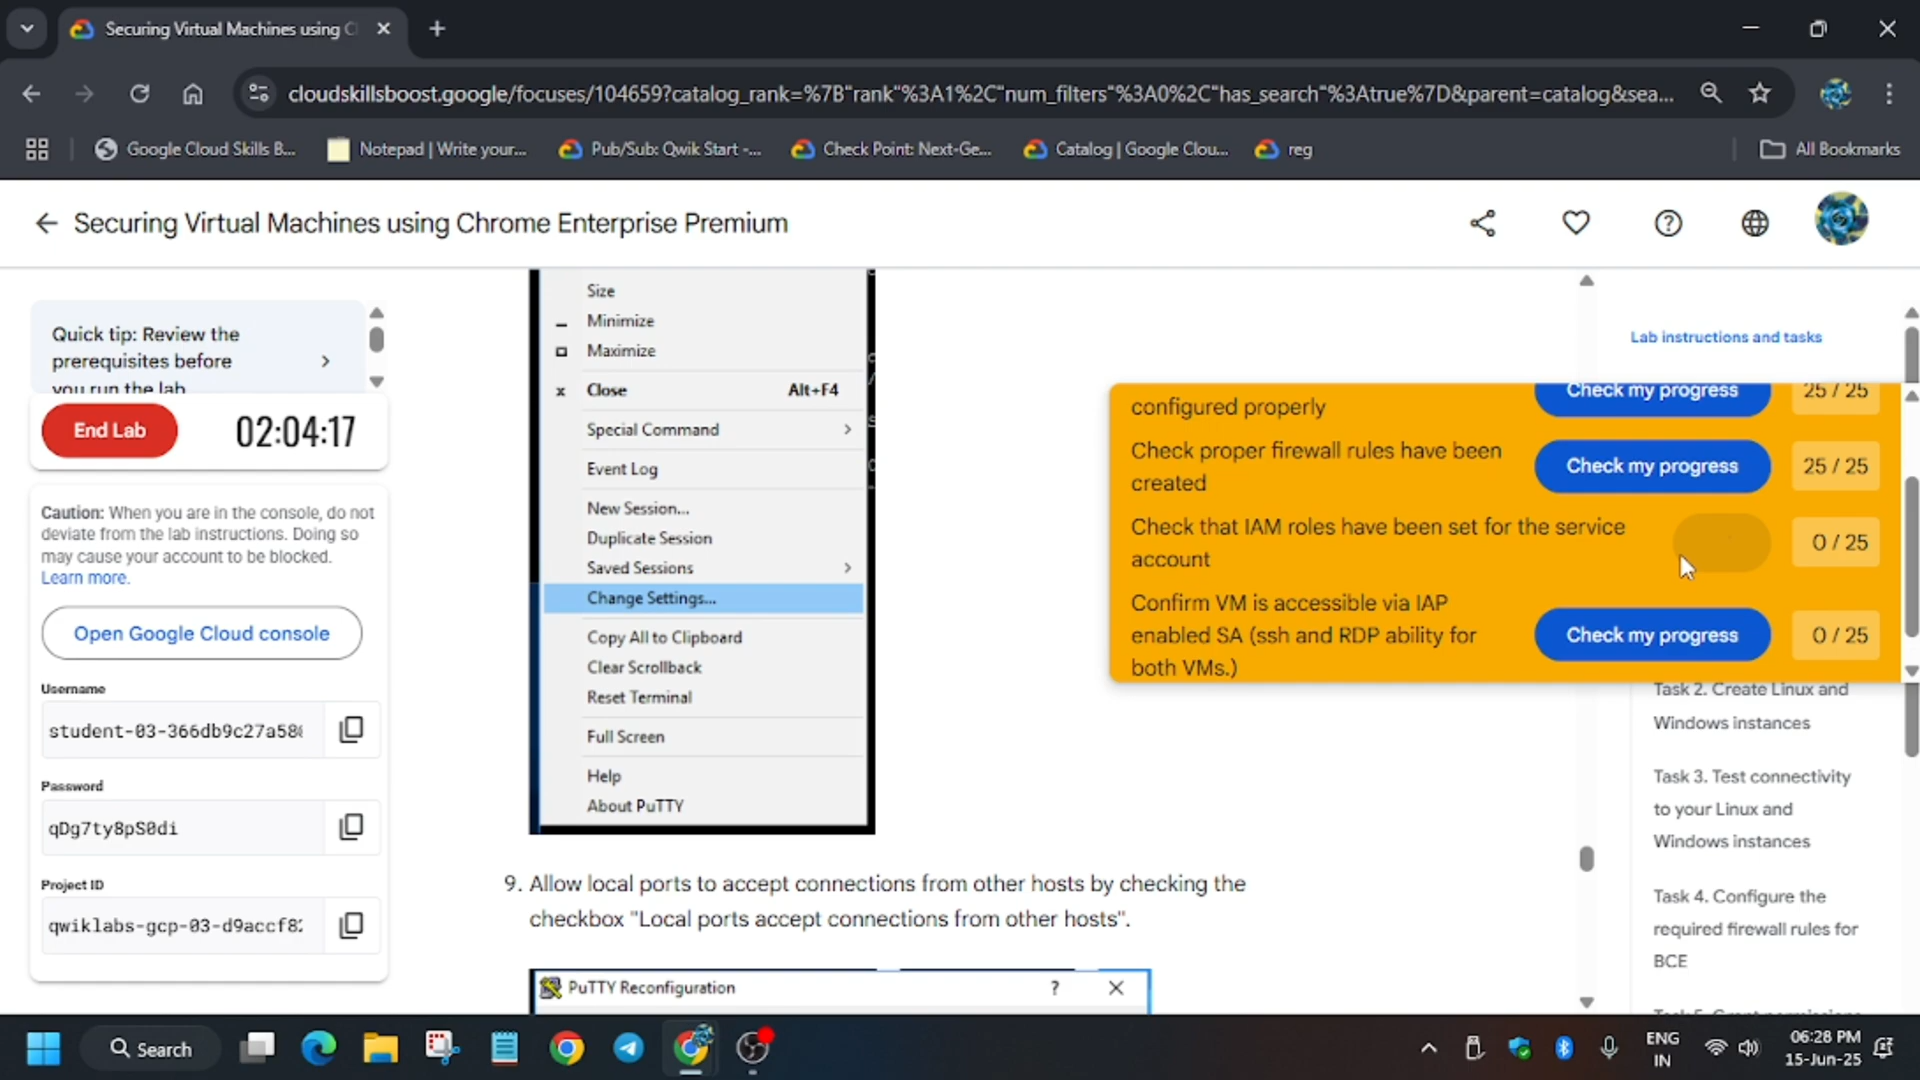 Securing Virtual Machines using C
cloudskillsboost.google/focuses/104659?catalog_rank=%7B"rank"%3A1%2C"num_filters"%3A0%2C"has_search"%3Atrue%7D&parent=catalog&sea...
Google Cloud Skills B...
Notepad | Write your...
Pub/Sub: Qwik Start -...
Check Point: Next-Ge...
Catalog | Google Clou...
reg
All Bookmarks
Securing Virtual Machines using Chrome Enterprise Premium
Quick tip: Review the
prerequisites before
you run the lab
End Lab
02:04:17
Caution: When you are in the console, do not
deviate from the lab instructions. Doing so
may cause your account to be blocked.
Learn more.
Open Google Cloud console
Username
student-03-366db9c27a58
Password
qDg7ty8pS0di
Project ID
qwiklabs-gcp-03-d9accf82
Size
Minimize
Maximize
x Close Alt+F4
Special Command
Event Log
New Session...
Duplicate Session
Saved Sessions
Change Settings...
Copy All to Clipboard
Clear Scrollback
Reset Terminal
Full Screen
Help
About PuTTY
9. Allow local ports to accept connections from other hosts by checking the
checkbox "Local ports accept connections from other hosts".
PuTTY Reconfiguration ?
Lab instructions and tasks
configured properly
Check my progress
25 / 25
Check proper firewall rules have been
created
Check my progress
25 / 25
Check that IAM roles have been set for the service
account
0 / 25
Confirm VM is accessible via IAP
enabled SA (ssh and RDP ability for
both VMs.)
Check my progress
0 / 25
Task 2. Create Linux and
Windows instances
Task 3. Test connectivity
to your Linux and
Windows instances
Task 4. Configure the
required firewall rules for
BCE
Task 5. Grant permissions
Search
ENG
IN
06:28 PM
15-Jun-25